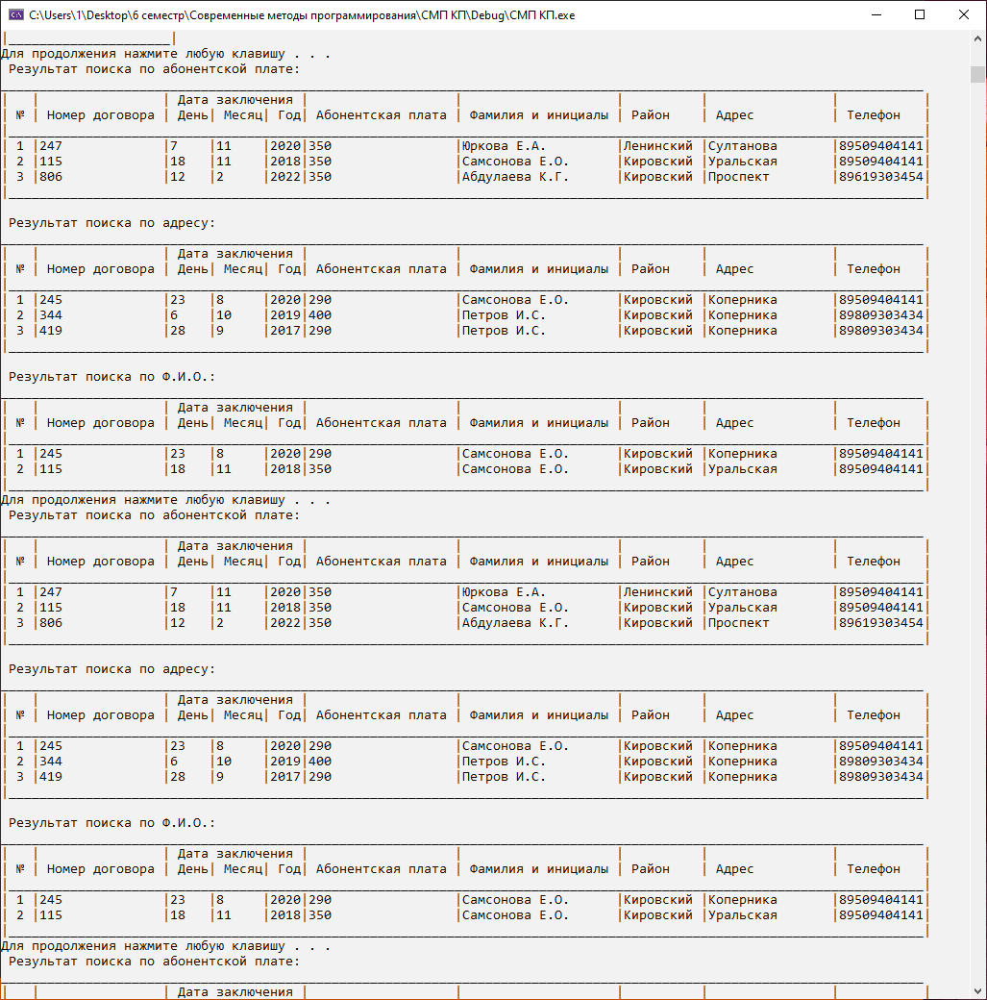 C:\Users\1\Desktop\6 семестр\Современные методы программирования\СМП КП\Debug\СМП КП.exe
|_____________________|
Для продолжения нажмите любую клавишу . . .
Результат поиска по абонентской плате:
| | | Дата заключения | | | | | |
| № | Номер договора | День| Месяц| Год| Абонентская плата | Фамилия и инициалы | Район | Адрес | Телефон |
| 1 |247 |7 |11 |2020|350 |Юркова Е.А. |Ленинский |Султанова |89509404141|
| 2 |115 |18 |11 |2018|350 |Самсонова Е.О. |Кировский |Уральская |89509404141|
| 3 |806 |12 |2 |2022|350 |Абдулаева К.Г. |Кировский |Проспект |89619303454|
Результат поиска по адресу:
| | | Дата заключения | | | | | |
| № | Номер договора | День| Месяц| Год| Абонентская плата | Фамилия и инициалы | Район | Адрес | Телефон |
| 1 |245 |23 |8 |2020|290 |Самсонова Е.О. |Кировский |Коперника |89509404141|
| 2 |344 |6 |10 |2019|400 |Петров И.С. |Кировский |Коперника |89809303434|
| 3 |419 |28 |9 |2017|290 |Петров И.С. |Кировский |Коперника |89809303434|
Результат поиска по Ф.И.О.:
| | | Дата заключения | | | | | |
| № | Номер договора | День| Месяц| Год| Абонентская плата | Фамилия и инициалы | Район | Адрес | Телефон |
| 1 |245 |23 |8 |2020|290 |Самсонова Е.О. |Кировский |Коперника |89509404141|
| 2 |115 |18 |11 |2018|350 |Самсонова Е.О. |Кировский |Уральская |89509404141|
Для продолжения нажмите любую клавишу . . .
Результат поиска по абонентской плате:
| | | Дата заключения | | | | | |
| № | Номер договора | День| Месяц| Год| Абонентская плата | Фамилия и инициалы | Район | Адрес | Телефон |
| 1 |247 |7 |11 |2020|350 |Юркова Е.А. |Ленинский |Султанова |89509404141|
| 2 |115 |18 |11 |2018|350 |Самсонова Е.О. |Кировский |Уральская |89509404141|
| 3 |806 |12 |2 |2022|350 |Абдулаева К.Г. |Кировский |Проспект |89619303454|
Результат поиска по адресу:
| | | Дата заключения | | | | | |
| № | Номер договора | День| Месяц| Год| Абонентская плата | Фамилия и инициалы | Район | Адрес | Телефон |
| 1 |245 |23 |8 |2020|290 |Самсонова Е.О. |Кировский |Коперника |89509404141|
| 2 |344 |6 |10 |2019|400 |Петров И.С. |Кировский |Коперника |89809303434|
| 3 |419 |28 |9 |2017|290 |Петров И.С. |Кировский |Коперника |89809303434|
Результат поиска по Ф.И.О.:
| | | Дата заключения | | | | | |
| № | Номер договора | День| Месяц| Год| Абонентская плата | Фамилия и инициалы | Район | Адрес | Телефон |
| 1 |245 |23 |8 |2020|290 |Самсонова Е.О. |Кировский |Коперника |89509404141|
| 2 |115 |18 |11 |2018|350 |Самсонова Е.О. |Кировский |Уральская |89509404141|
Для продолжения нажмите любую клавишу . . .
Результат поиска по абонентской плате:
| | | Дата заключения | | | | | |